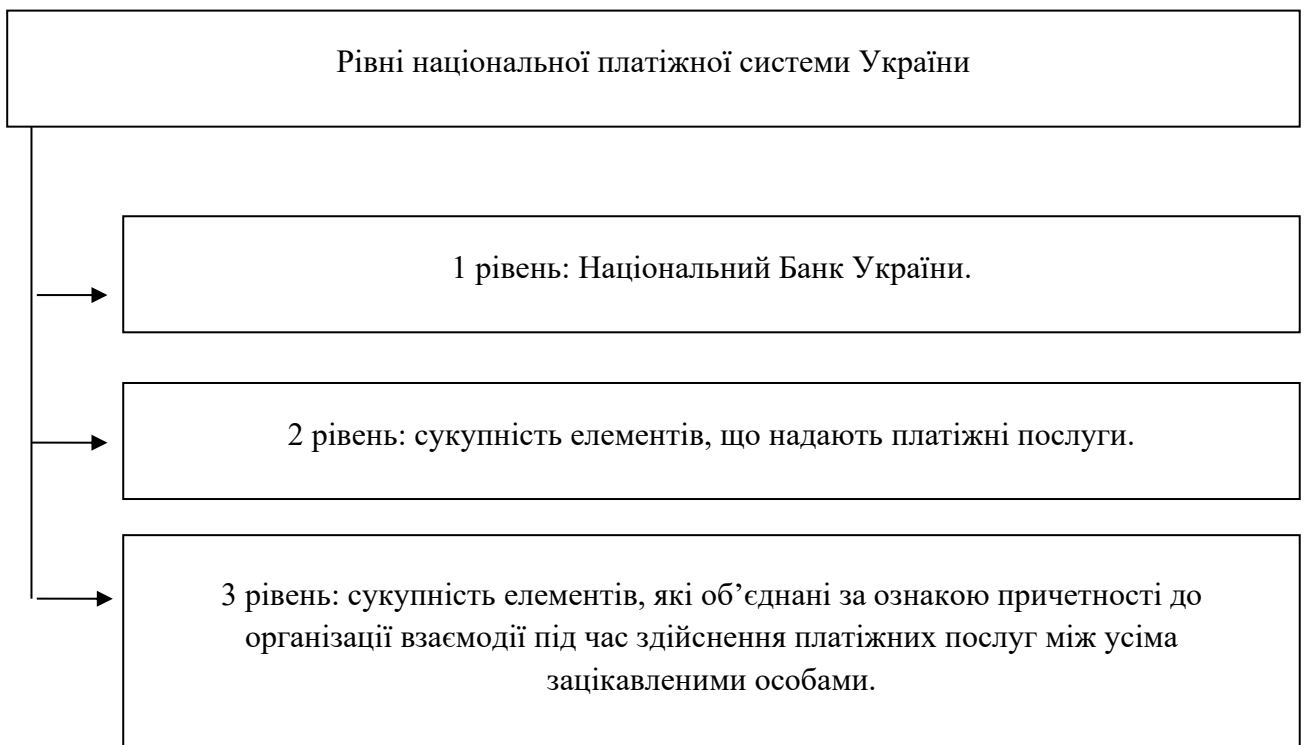 Рівні національної платіжної системи України
1 рівень: Національний Банк України.
2 рівень: сукупність елементів, що надають платіжні послуги.
3 рівень: сукупність елементів, які об’єднані за ознакою причетності до
організації взаємодії під час здійснення платіжних послуг між усіма
зацікавленими особами.